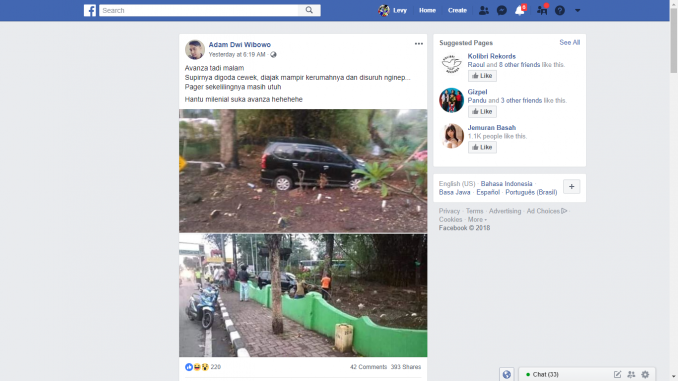 Search
Levy
Home
Create
Adam Dwi Wibowo
Yesterday at 6:19 AM
Avanza tadi malam
Supirnya digoda cewek, diajak mampir kerumahnya dan disuruh nginep...
Pager sekelilingnya masih utuh
Hantu milenial suka avanza hehehehe
220
42 Comments 393 Shares
Suggested Pages
See All
Kolibri Rekords
Raoul and 8 other friends like this.
Like
Gizpel
Pandu and 3 other friends like this.
Like
Jemuran Basah
1.1K people like this.
Like
English (US) · Bahasa Indonesia ·
Basa Jawa · Español · Português (Brasil)
Privacy · Terms · Advertising · Ad Choices
Cookies · More
Facebook © 2018
Chat (33)